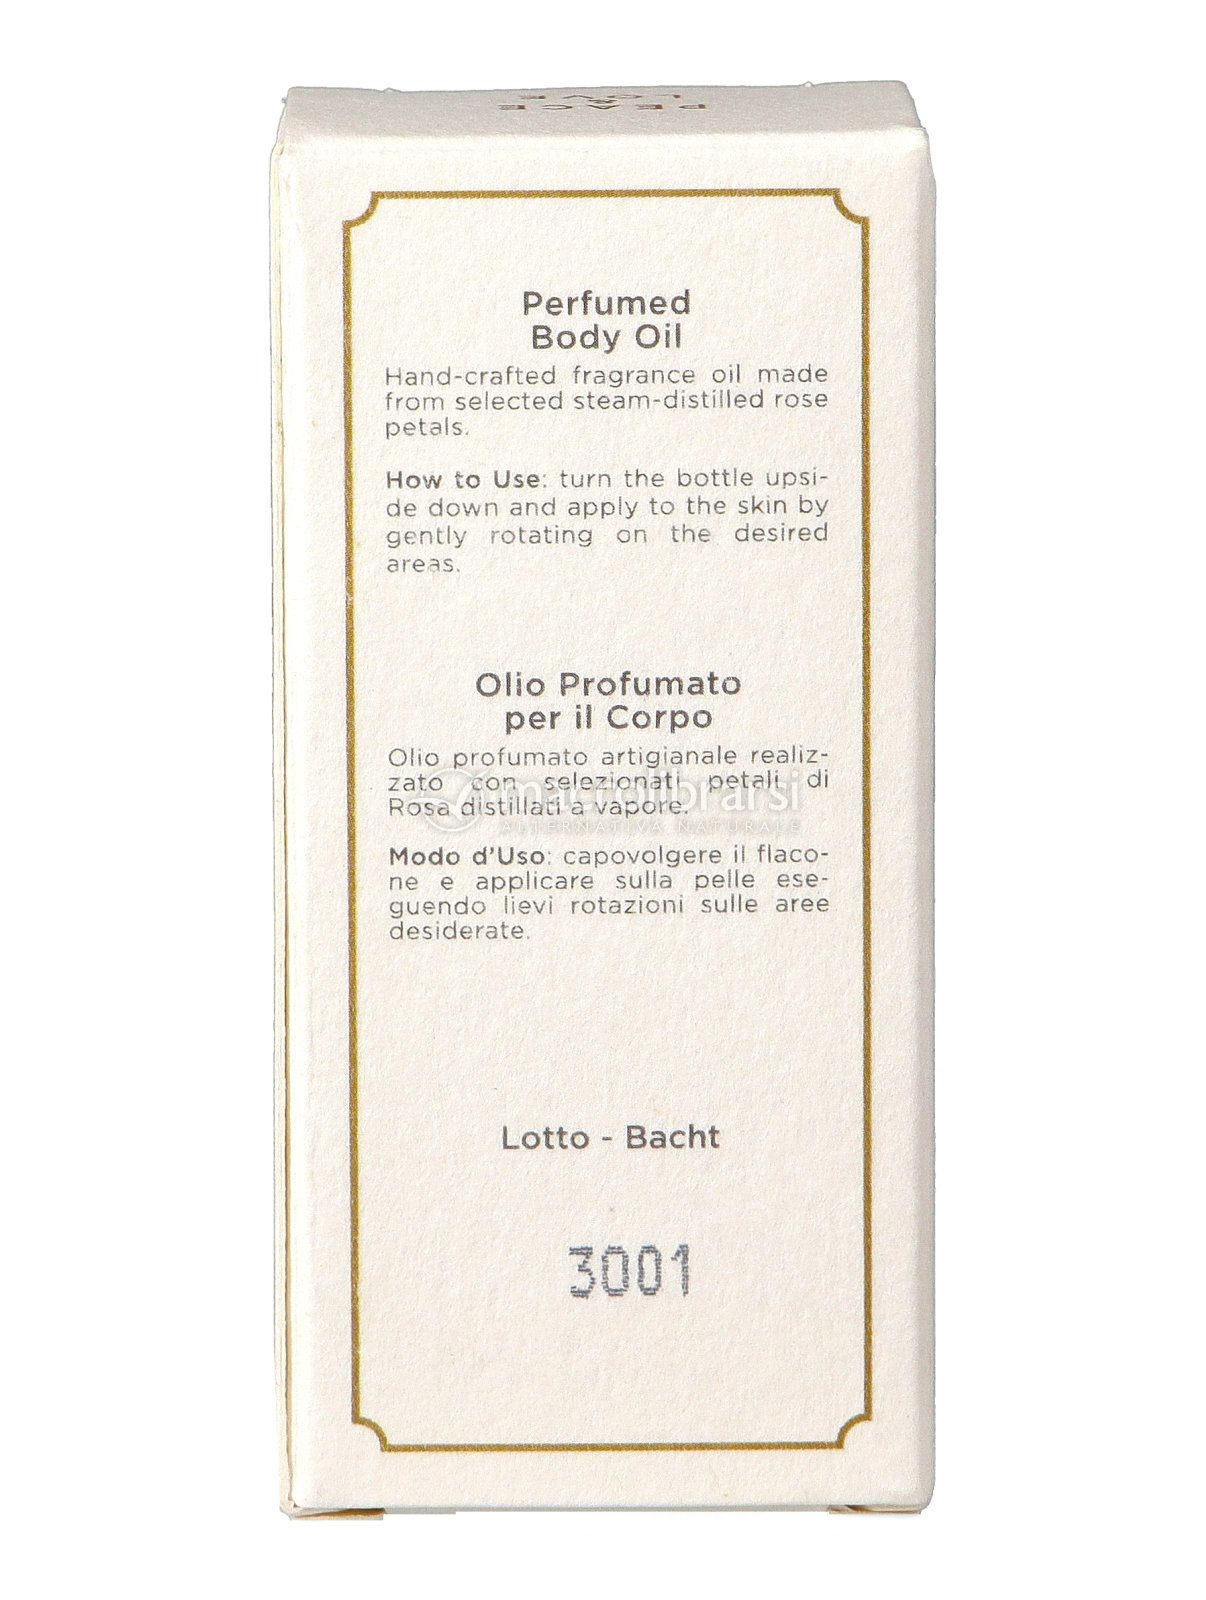 PEACE
&
LOVE
Perfumed
Body Oil
Hand-crafted fragrance oil made
from selected steam-distilled rose
petals.
How to Use: turn the bottle upsi-
de down and apply to the skin by
gently rotating on the desired
areas.
Olio Profumato
per il Corpo
Olio profumato artigianale realiz-
zato con selezionati petali di
Rosa distillati a vapore.
macrolibrarsi
ALTERNATIVA NATURALE
Modo d'Uso: capovolgere il flaco-
ne e applicare sulla pelle ese-
guendo lievi rotazioni sulle aree
desiderate.
Lotto - Bacht
3001